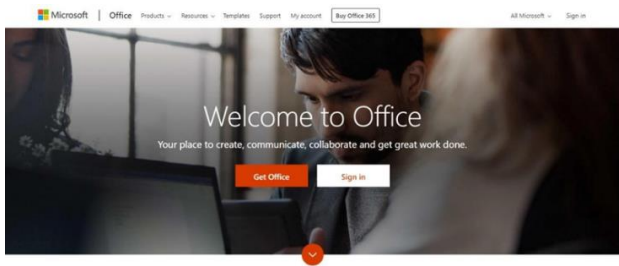 Microsoft | Office Products Resources Templates Support My account Buy Office 365 All Microsoft Sign in
Welcome to Office
Your place to create, communicate, collaborate and get great work done.
Get Office Sign in